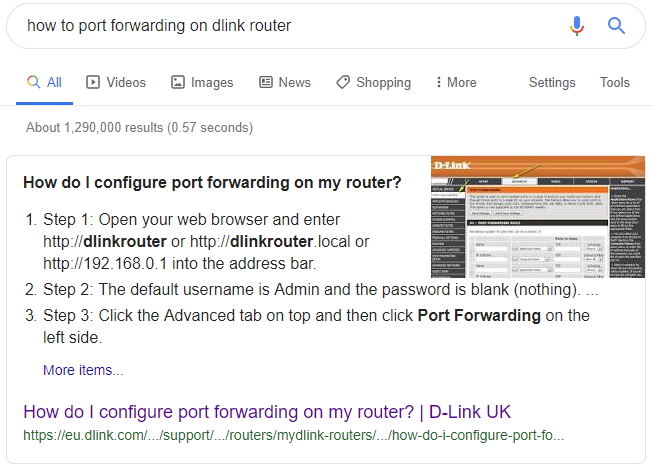 how to port forwarding on dlink router
All Videos Images News Shopping More Settings Tools
About 1,290,000 results (0.57 seconds)
How do I configure port forwarding on my router?
D-Link
1. Step 1: Open your web browser and enter
http://dlinkrouter or http://dlinkrouter.local or
http://192.168.0.1 into the address bar.
2. Step 2: The default username is Admin and the password is blank (nothing). ...
3. Step 3: Click the Advanced tab on top and then click Port Forwarding on the
left side.
More items...
How do I configure port forwarding on my router? | D-Link UK
https://eu.dlink.com/.../support/.../routers/mydlink-routers/.../how-do-i-configure-port-fo...